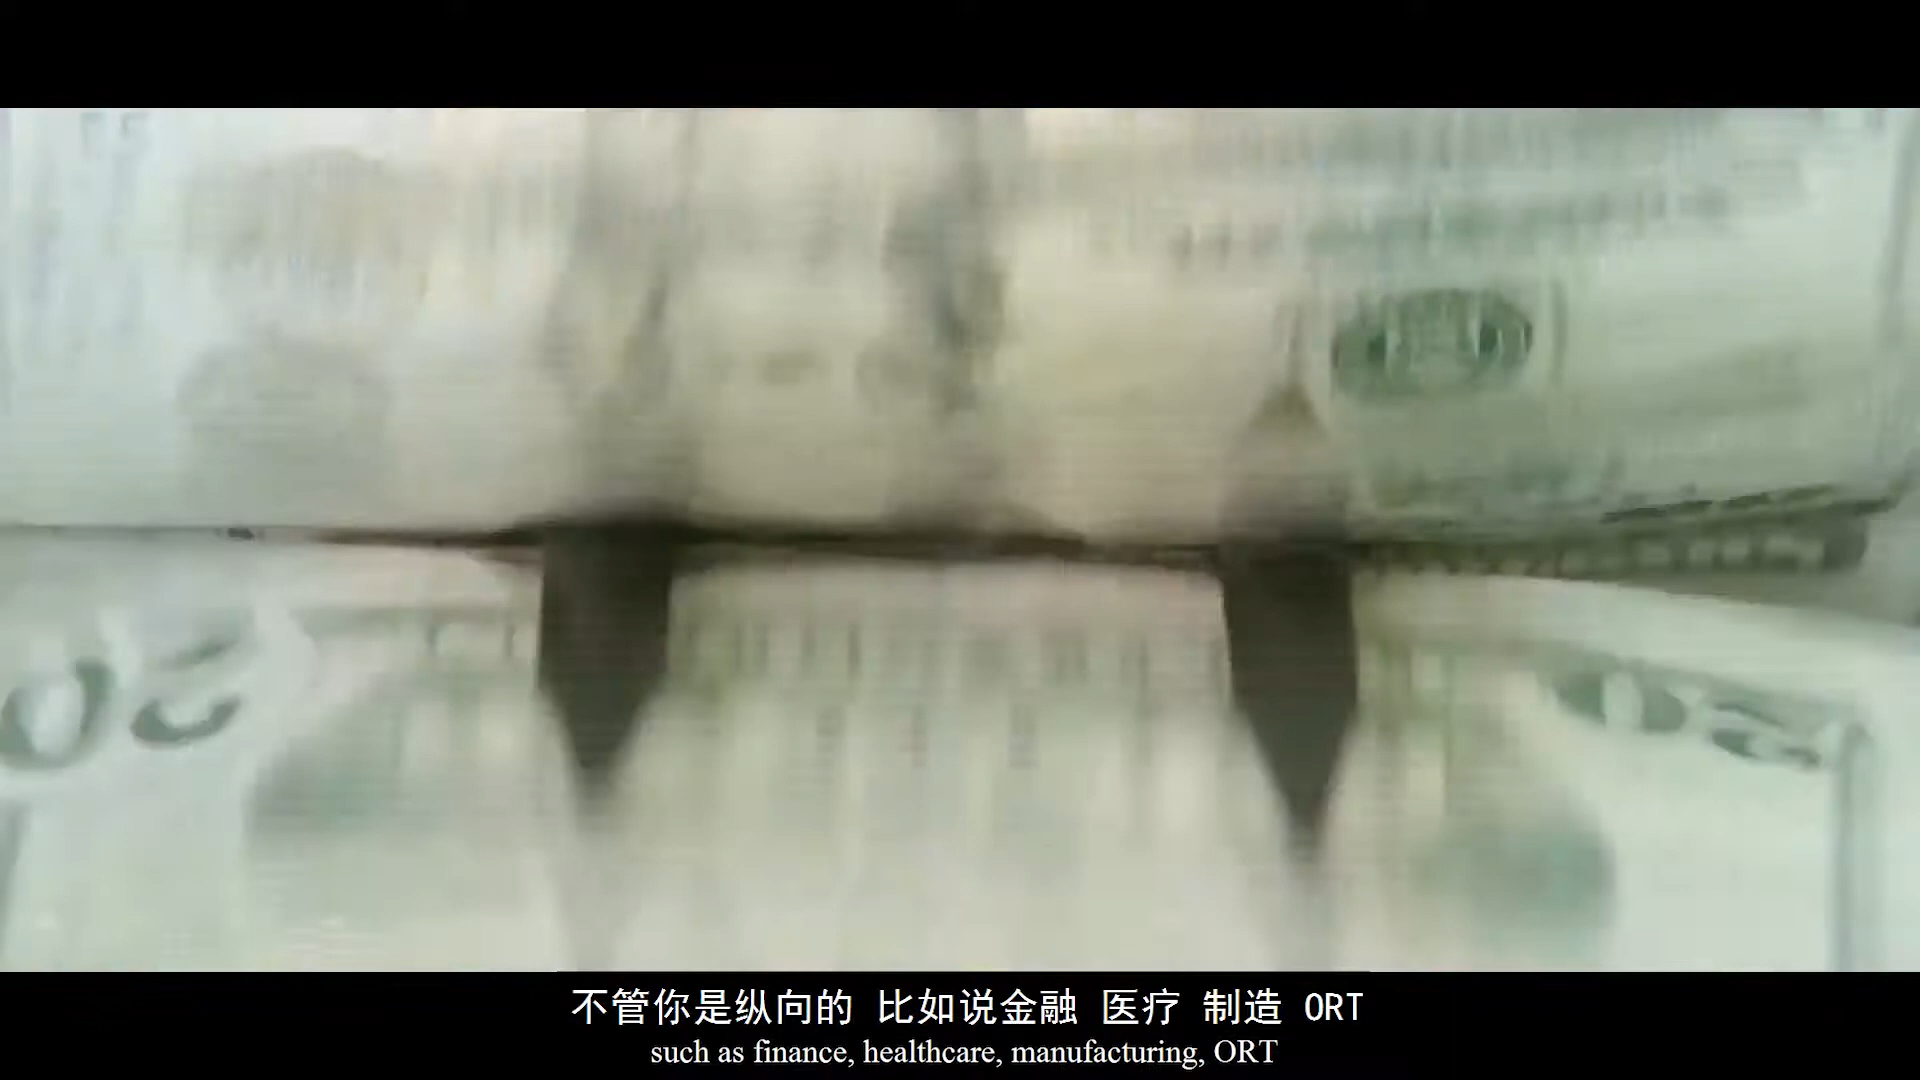 不管你是纵向的 比如说金融 医疗 制造 ORT
such as finance, healthcare, manufacturing, ORT